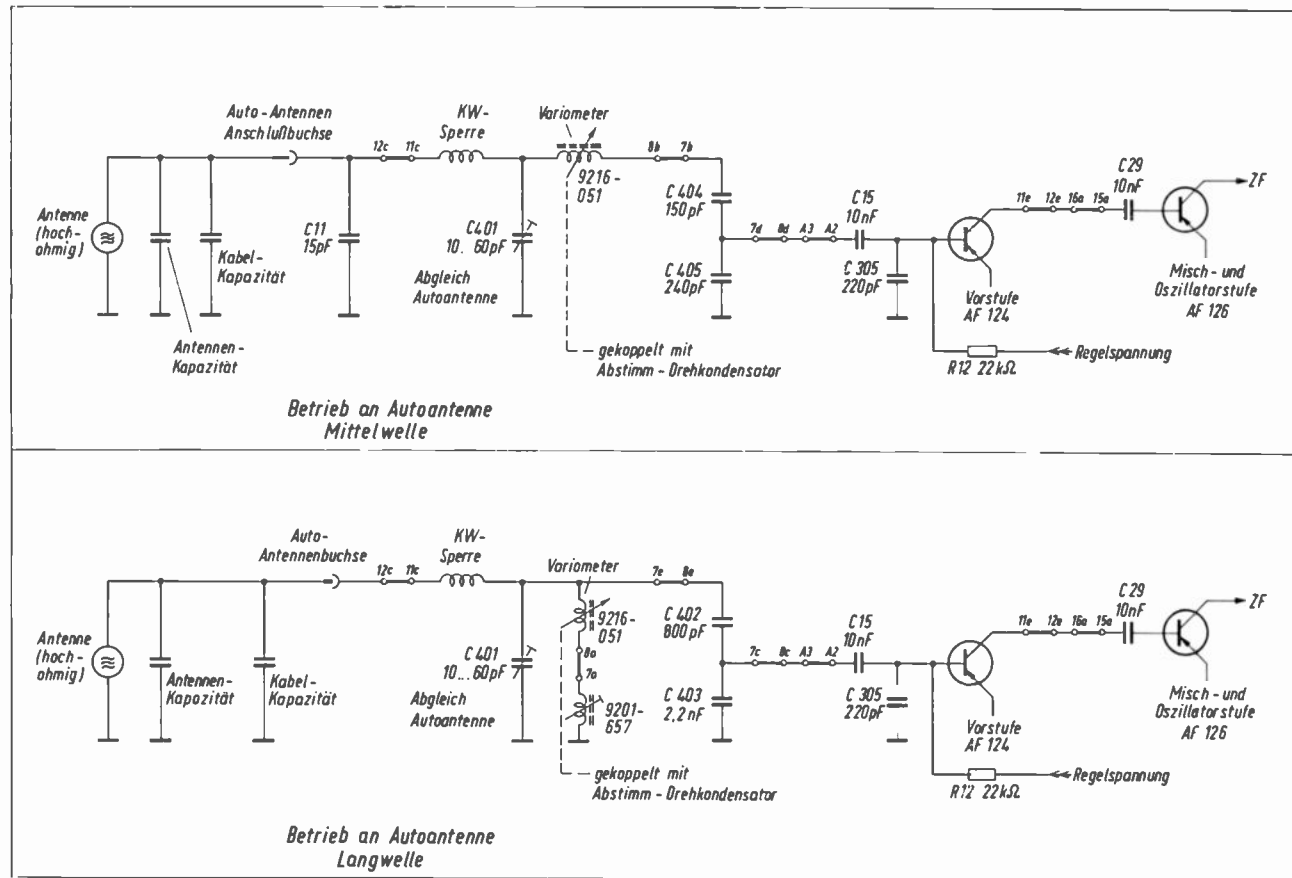 Auto-Antennen
Anschlußbuchse
KW-
Sperre
Variometer
12c
11c
8b
7b
9216-
051
C 404
150pF
C 29
10nF
ZF
Antenne
(hoch-
ohmig)
C11
15pF
C401
10.. 60pF
C 15
10nF
7d
8d
A3
A2
11e
12e
16a
15a
Kabel-
Kapazität
Abgleich
Autoantenne
C 405
240pF
C 305
220pF
Vorstufe
AF 124
Misch- und
Oszillatorstufe
AF 126
Antennen-
Kapazität
gekoppelt mit
Abstimm-Drehkondensator
Regelspannung
R12 22kΩ
Betrieb an Autoantenne
Mittelwelle
Auto-
Antennenbuchse
KW-
Sperre
Variometer
12c
11c
7e
8e
9216-
051
C 402
800pF
C 29
10nF
ZF
Antenne
(hoch-
ohmig)
C 401
10...60pF
8a
7a
C 15
10nF
7c
8c
A3
A2
11e
12e
16a
15a
Antennen-
Kapazität
Kabel-
Kapazität
Abgleich
Autoantenne
9201-
657
C 403
2,2nF
C 305
220pF
Vorstufe
AF 124
Misch- und
Oszillatorstufe
AF 126
gekoppelt mit
Abstimm-Drehkondensator
Regelspannung
R12 22kΩ
Betrieb an Autoantenne
Langwelle